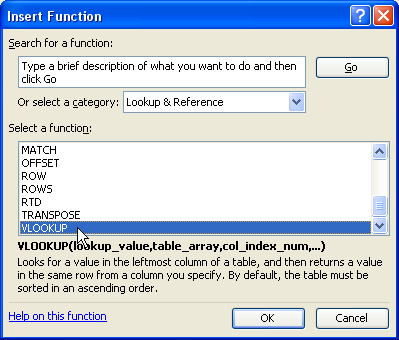 Insert Function
Search for a function:
Type a brief description of what you want to do and then
click Go
Go
Or select a category:
Lookup & Reference
Select a function:
MATCH
OFFSET
ROW
ROWS
RTD
TRANSPOSE
VLOOKUP
VLOOKUP(lookup_value,table_array,col_index_num,...)
Looks for a value in the leftmost column of a table, and then returns a value
in the same row from a column you specify. By default, the table must be
sorted in an ascending order.
Help on this function
OK
Cancel